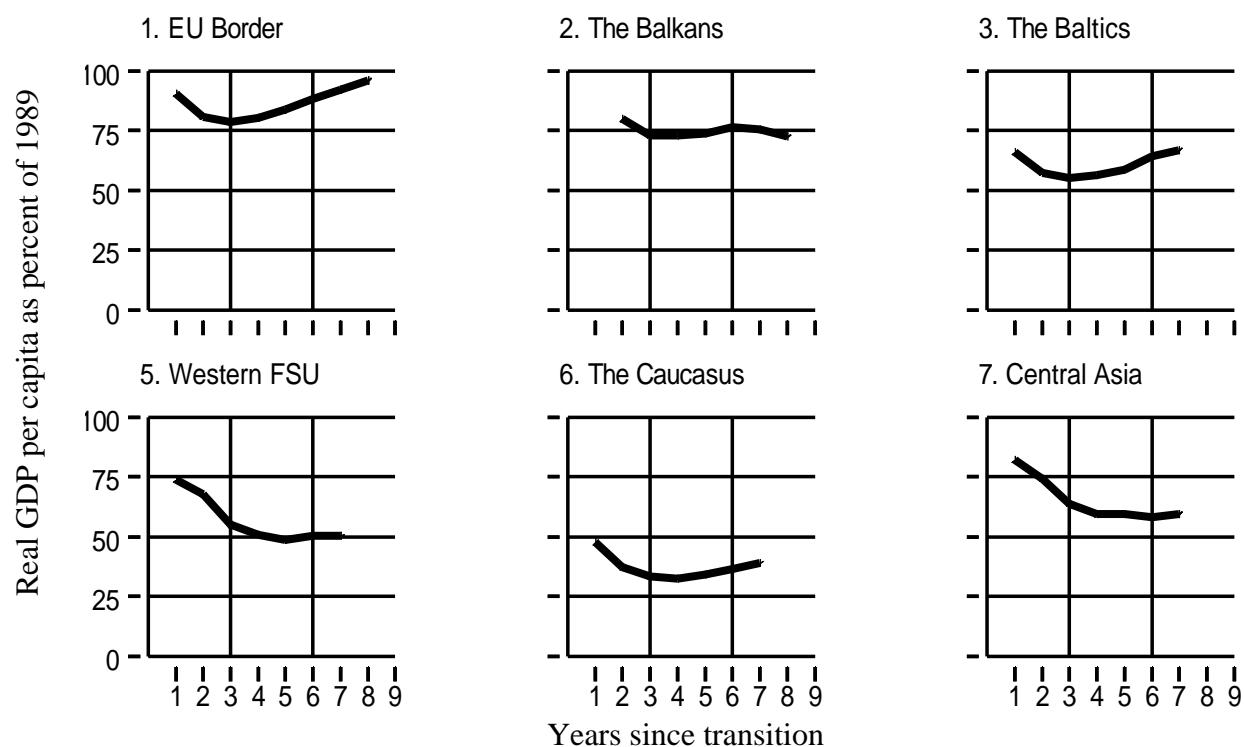 1. EU Border
2. The Balkans
3. The Baltics
Real GDP per capita as percent of 1989
100
75
50
25
0
5. Western FSU
6. The Caucasus
7. Central Asia
100
75
50
25
0
1 2 3 4 5 6 7 8 9
1 2 3 4 5 6 7 8 9
1 2 3 4 5 6 7 8 9
Years since transition